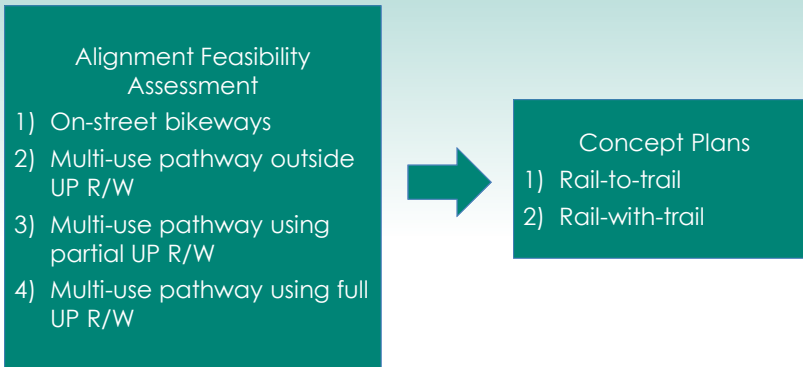 Alignment Feasibility
Assessment
1) On-street bikeways
2) Multi-use pathway outside
UP R/W
3) Multi-use pathway using
partial UP R/W
4) Multi-use pathway using full
UP R/W
Concept Plans
1) Rail-to-trail
2) Rail-with-trail